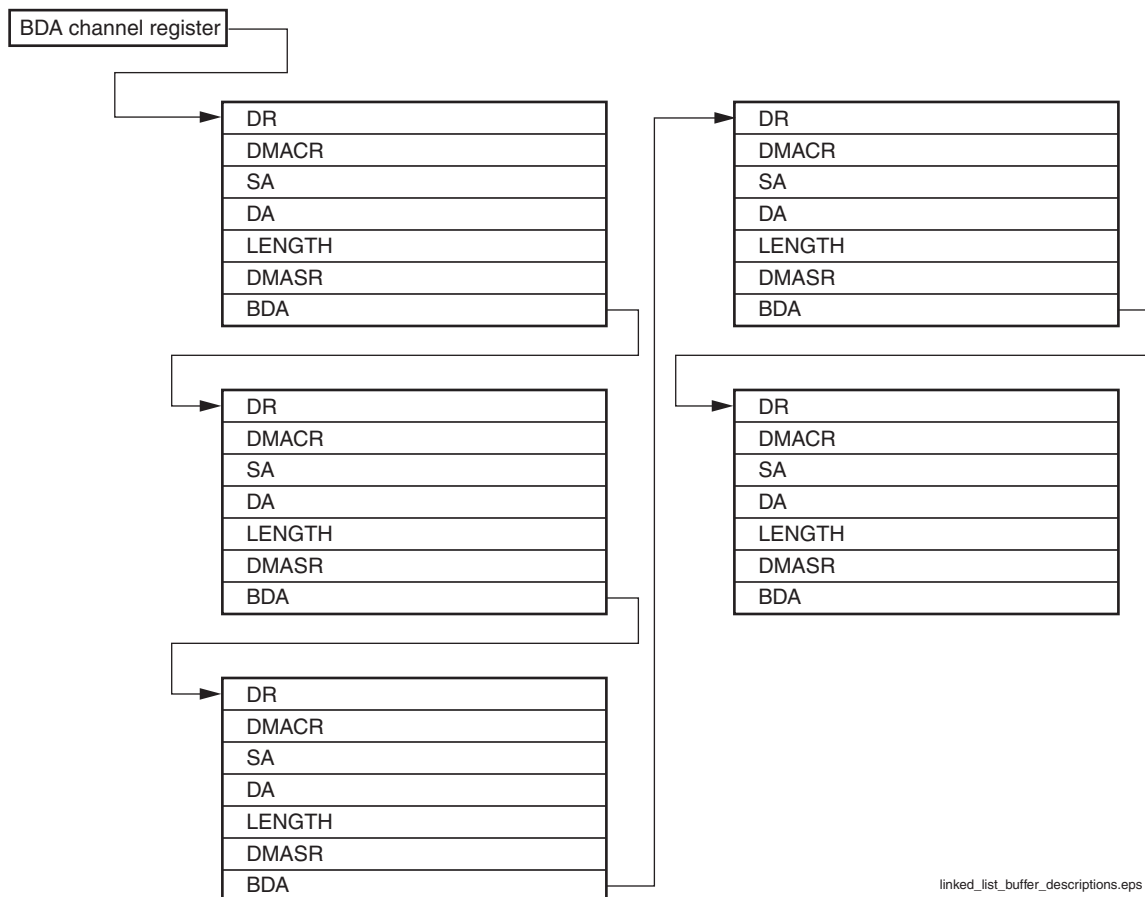 BDA channel register
DR
DMACR
SA
DA
LENGTH
DMASR
BDA
DR
DMACR
SA
DA
LENGTH
DMASR
BDA
DR
DMACR
SA
DA
LENGTH
DMASR
BDA
DR
DMACR
SA
DA
LENGTH
DMASR
BDA
DR
DMACR
SA
DA
LENGTH
DMASR
BDA
linked_list_buffer_descriptions.eps